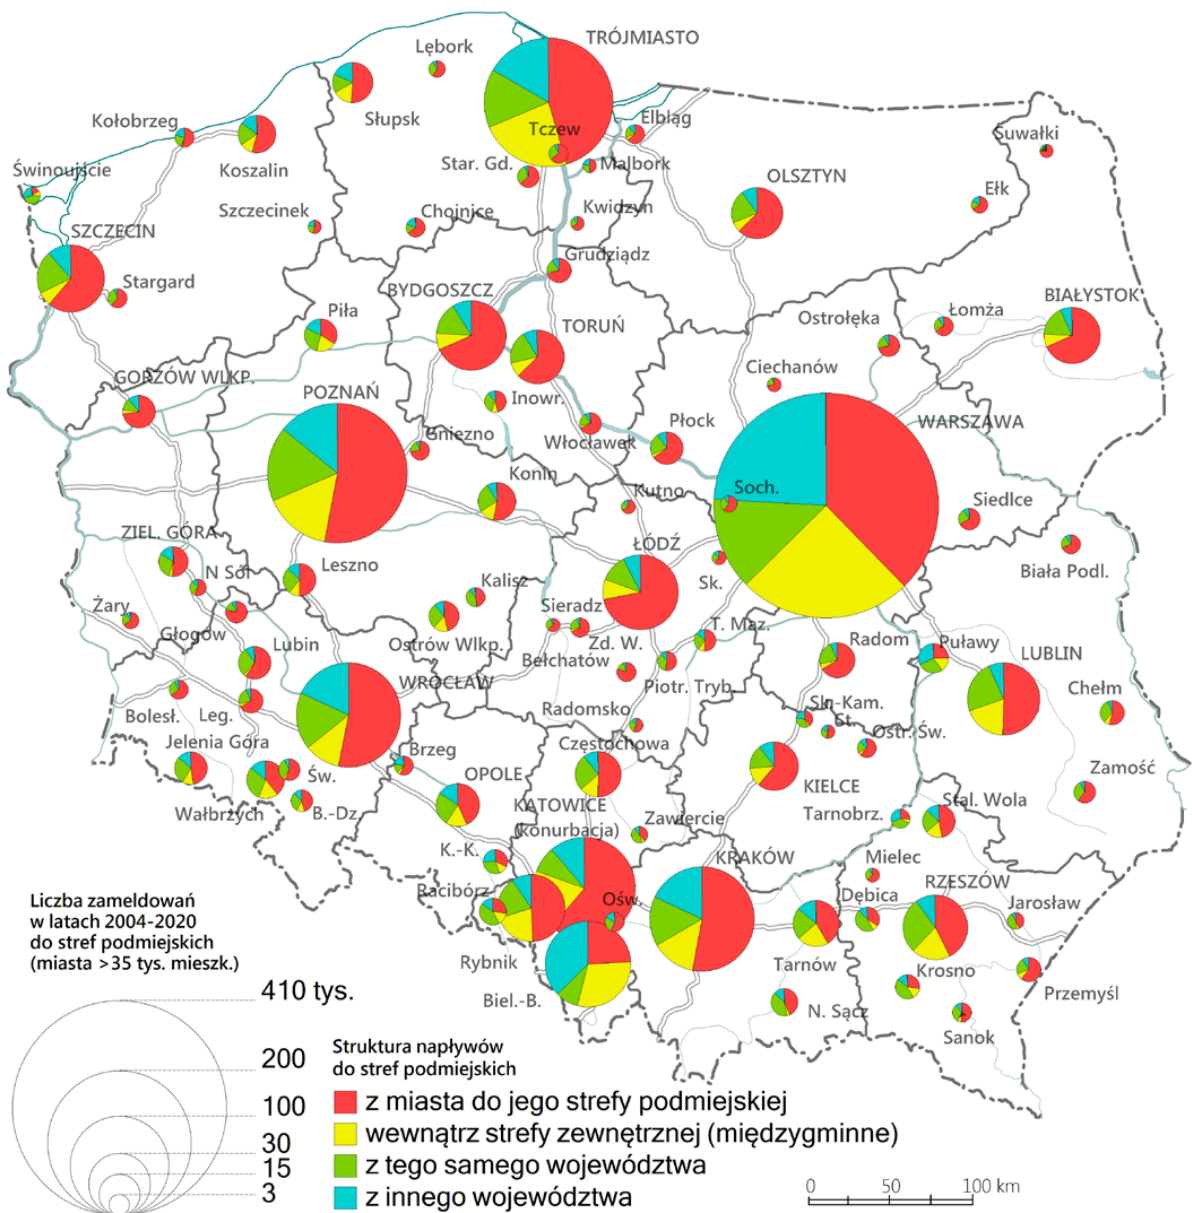 TRÓJMIASTO
Lębork
Słupsk
Kołobrzeg
Koszalin
Tczew
Elbląg
Suwałki
Star. Gd.
Malbork
Świnoujście
OLSZTYN
Ełk
Szczecinek
Chojnice
Kwidzyn
SZCZECIN
Grudziądz
Stargard
BYDGOSZCZ
Piła
TORUŃ
Ostrołęka
Łomża
BIAŁYSTOK
Ciechanów
GORZÓW WLKP.
POZNAŃ
Inowr.
Gniezno
Włocławek
Płock
WARSZAWA
Konin
Kutno
Soch.
Siedlce
ZIEL. GÓRA
Leszno
ŁÓDŹ
N Sól
Kalisz
Sk.
Biała Podl.
Żary
Głogów
Sieradz
Zd. W.
T. Maz.
Lubin
Ostrów Wlkp.
Bełchatów
Radom
Puławy
LUBLIN
WROCŁAW
Piotr. Tryb.
Bolesł.
Leg.
Radomsko
Sk.-Kam.
St.
Chełm
Jelenia Góra
Brzeg
Częstochowa
Ostr. Św.
Św.
OPOLE
KIELCE
Zamość
Wałbrzych
B.-Dz.
KATOWICE
(konurbacja)
Zawiercie
Tarnobrz.
Stal. Wola
K.-K.
KRAKÓW
Mielec
Racibórz
Ośw.
Dębica
RZESZÓW
Jarosław
Rybnik
Tarnów
Krosno
Przemyśl
Biel.-B.
N. Sącz
Sanok
Liczba zameldowań
w latach 2004-2020
do stref podmiejskich
(miasta >35 tys. mieszk.)
410 tys.
200
100
30
15
3
Struktura napływów
do stref podmiejskich
z miasta do jego strefy podmiejskiej
wewnątrz strefy zewnętrznej (międzygminne)
z tego samego województwa
z innego województwa
0 50 100 km